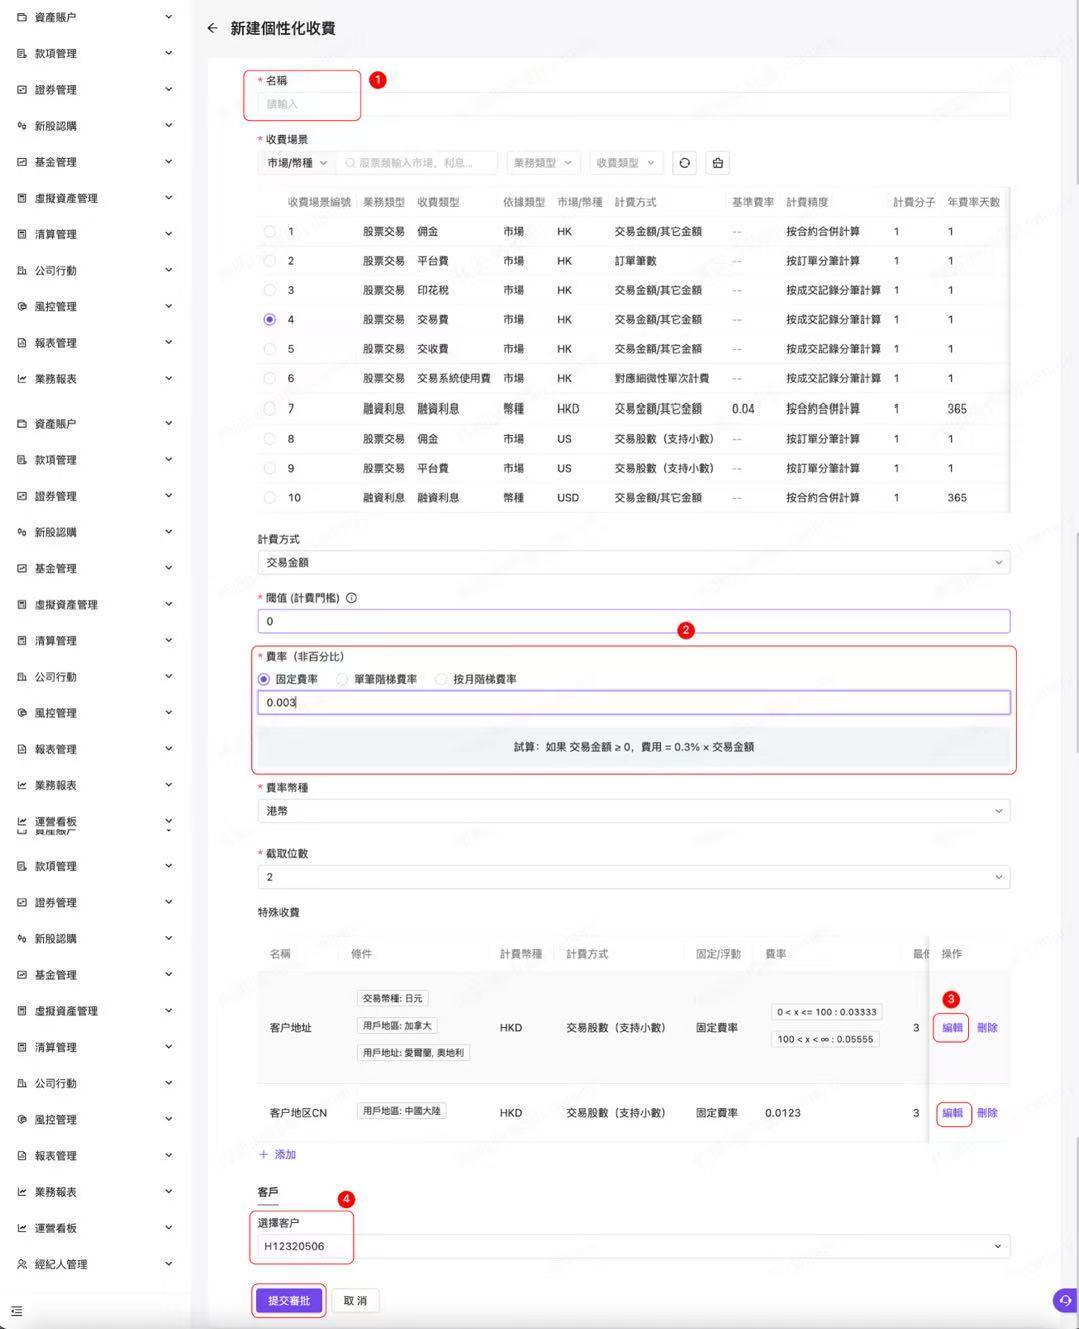 資產賬户
款項管理
證券管理
新股認購
基金管理
虛擬資產管理
清算管理
公司行動
風控管理
報表管理
業務報表
資產賬户
款項管理
證券管理
新股認購
基金管理
虛擬資產管理
清算管理
公司行動
風控管理
報表管理
業務報表
運營看板
資產賬户
款項管理
證券管理
新股認購
基金管理
虛擬資產管理
清算管理
公司行動
風控管理
報表管理
業務報表
運營看板
經紀人管理
← 新建個性化收費
* 名稱
1
請輸入
* 收費場景
市場/幣種 股票類輸入市場，利息... 業務類型 收費類型
收費場景編號 業務類型 收費類型 依據類型 市場/幣種 計費方式 基準費率 計費精度 計費分子 年費率天數
1 股票交易 佣金 市場 HK 交易金額/其它金額 -- 按合約合併計算 1 1
2 股票交易 平台費 市場 HK 訂單筆數 -- 按訂單分筆計算 1 1
3 股票交易 印花稅 市場 HK 交易金額/其它金額 -- 按成交記錄分筆計算 1 1
4 股票交易 交易費 市場 HK 交易金額/其它金額 -- 按成交記錄分筆計算 1 1
5 股票交易 交收費 市場 HK 交易金額/其它金額 -- 按成交記錄分筆計算 1 1
6 股票交易 交易系統使用費 市場 HK 對應細微性單次計費 -- 按成交記錄分筆計算 1 1
7 融資利息 融資利息 幣種 HKD 交易金額/其它金額 0.04 按合約合併計算 1 365
8 股票交易 佣金 市場 US 交易股數（支持小數） -- 按訂單分筆計算 1 1
9 股票交易 平台費 市場 US 交易股數（支持小數） -- 按訂單分筆計算 1 1
10 融資利息 融資利息 幣種 USD 交易金額/其它金額 -- 按合約合併計算 1 365
計費方式
交易金額
* 閾值 (計費門檻)
0
2
* 費率（非百分比）
固定費率 單筆階梯費率 按月階梯費率
0.003
試算：如果 交易金額 ≥ 0，費用 = 0.3% × 交易金額
* 費率幣種
港幣
* 截取位數
2
特殊收費
名稱 條件 計費幣種 計費方式 固定/浮動 費率 最低 操作
3
客户地址 交易幣種: 日元 用戶地區: 加拿大 用戶地址: 愛爾蘭, 奧地利 HKD 交易股數（支持小數） 固定費率 0 < x <= 100 : 0.03333 100 < x < ∞ : 0.05555 3 編輯 刪除
客户地区CN 用戶地區: 中國大陸 HKD 交易股數（支持小數） 固定費率 0.0123 3 編輯 刪除
+ 添加
客戶
4
選擇客户
H12320506
提交審批 取 消